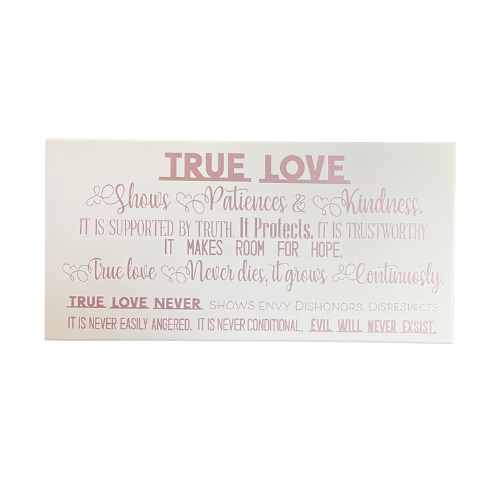 TRUE LOVE
Shows Patiences & Kindness.
IT IS SUPPORTED BY TRUTH. It Protects, IT IS TRUSTWORTHY
IT MAKES ROOM FOR HOPE.
True love Never dies, it grows Continuosly.
TRUE LOVE NEVER SHOWS ENVY DISHONORS DISRESPECTS
IT IS NEVER EASILY ANGERED. IT IS NEVER CONDITIONAL. EVIL WILL NEVER EXSIST.